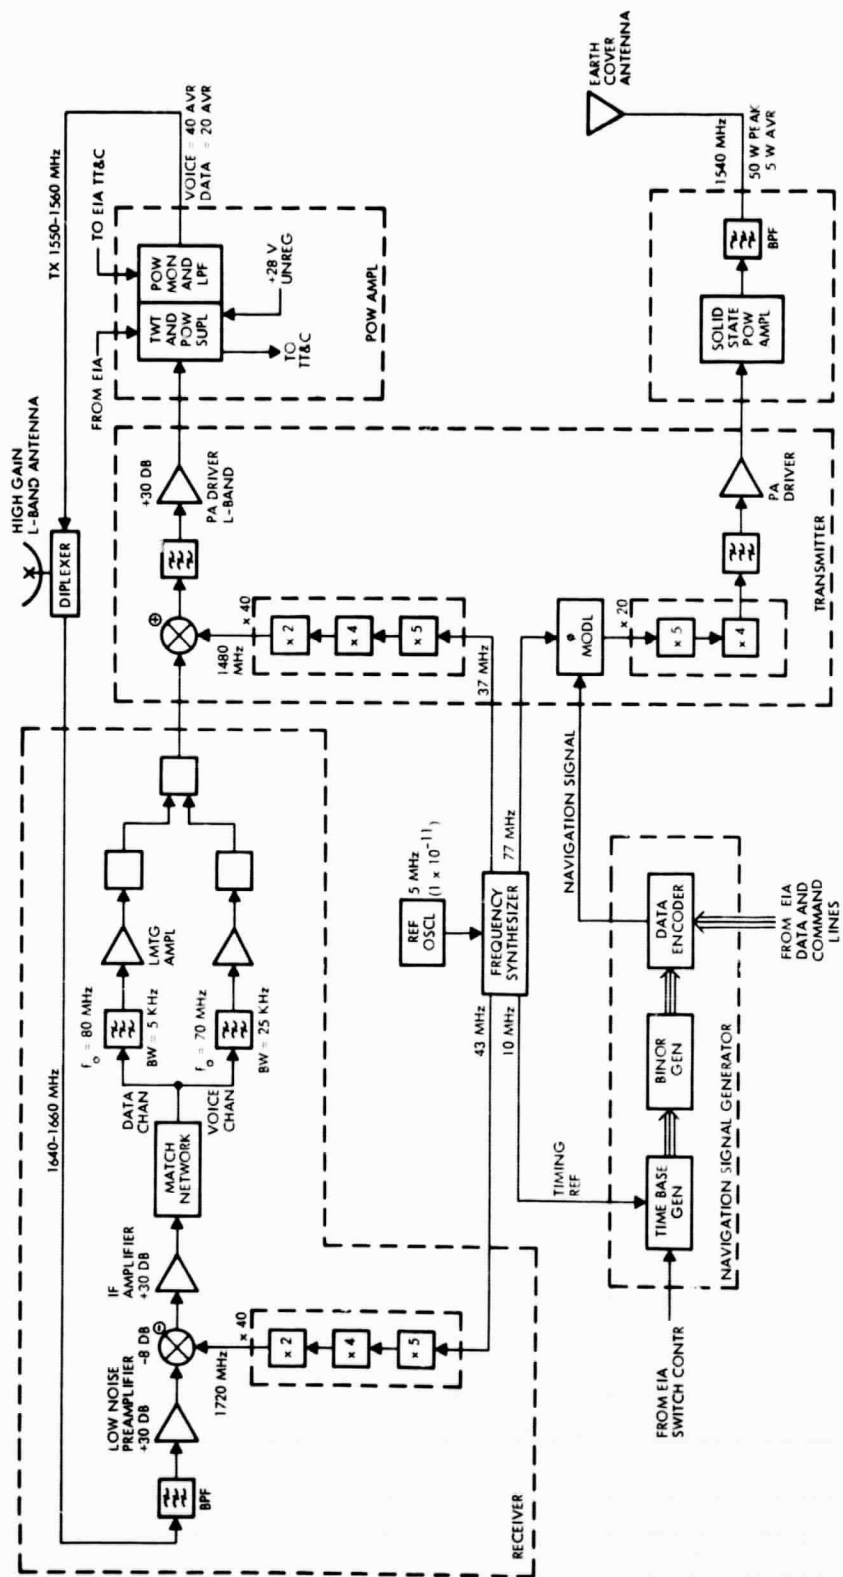 HIGH GAIN
L-BAND ANTENNA
DIPLEXER
1640-1660 MHz
TX 1550-1560 MHz
BPF
LOW NOISE
PREAMPLIFIER
+30 DB
-8 DB
IF
AMPLIFIER
+30 DB
MATCH
NETWORK
DATA
CHAN
VOICE
CHAN
F₀ = 80 MHz
BW = 5 KHz
F₀ = 70 MHz
BW = 25 KHz
LMTG
AMPL
1720 MHz
× 40
× 2
× 4
× 5
RECEIVER
+30 DB
PA DRIVER
L-BAND
1480
MHz
× 40
× 2
× 4
× 5
37 MHz
FROM EIA
TO EIA TT&C
TWT
AND
POW
SUPL
POW
MON
AND
LPF
+28 V
UNREG
TO
TT&C
POW AMPL
VOICE = 40 AVR
DATA = 20 AVR
REF
OSCL
5 MHz
(1 × 10⁻¹¹)
FREQUENCY
SYNTHESIZER
43 MHz
10 MHz
77 MHz
TIMING
REF
NAVIGATION SIGNAL
Ø
MODL
× 20
× 5
× 4
PA
DRIVER
TRANSMITTER
SOLID
STATE
POW
AMPL
BPF
1540 MHz
50 W PEAK
5 W AVR
EARTH
COVER
ANTENNA
FROM EIA
SWITCH CONTR
TIME BASE
GEN
BINOR
GEN
DATA
ENCODER
NAVIGATION SIGNAL GENERATOR
FROM EIA
DATA AND
COMMAND
LINES